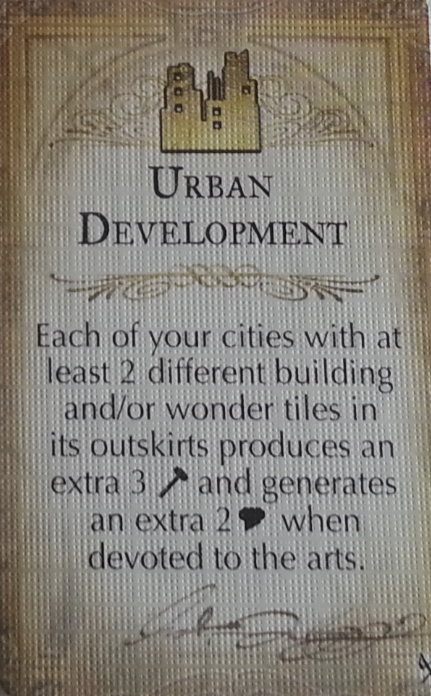 URBAN
DEVELOPMENT
Each of your cities with at
least 2 different building
and/or wonder tiles in
its outskirts produces an
extra 3 and generates
an extra 2 when
devoted to the arts.